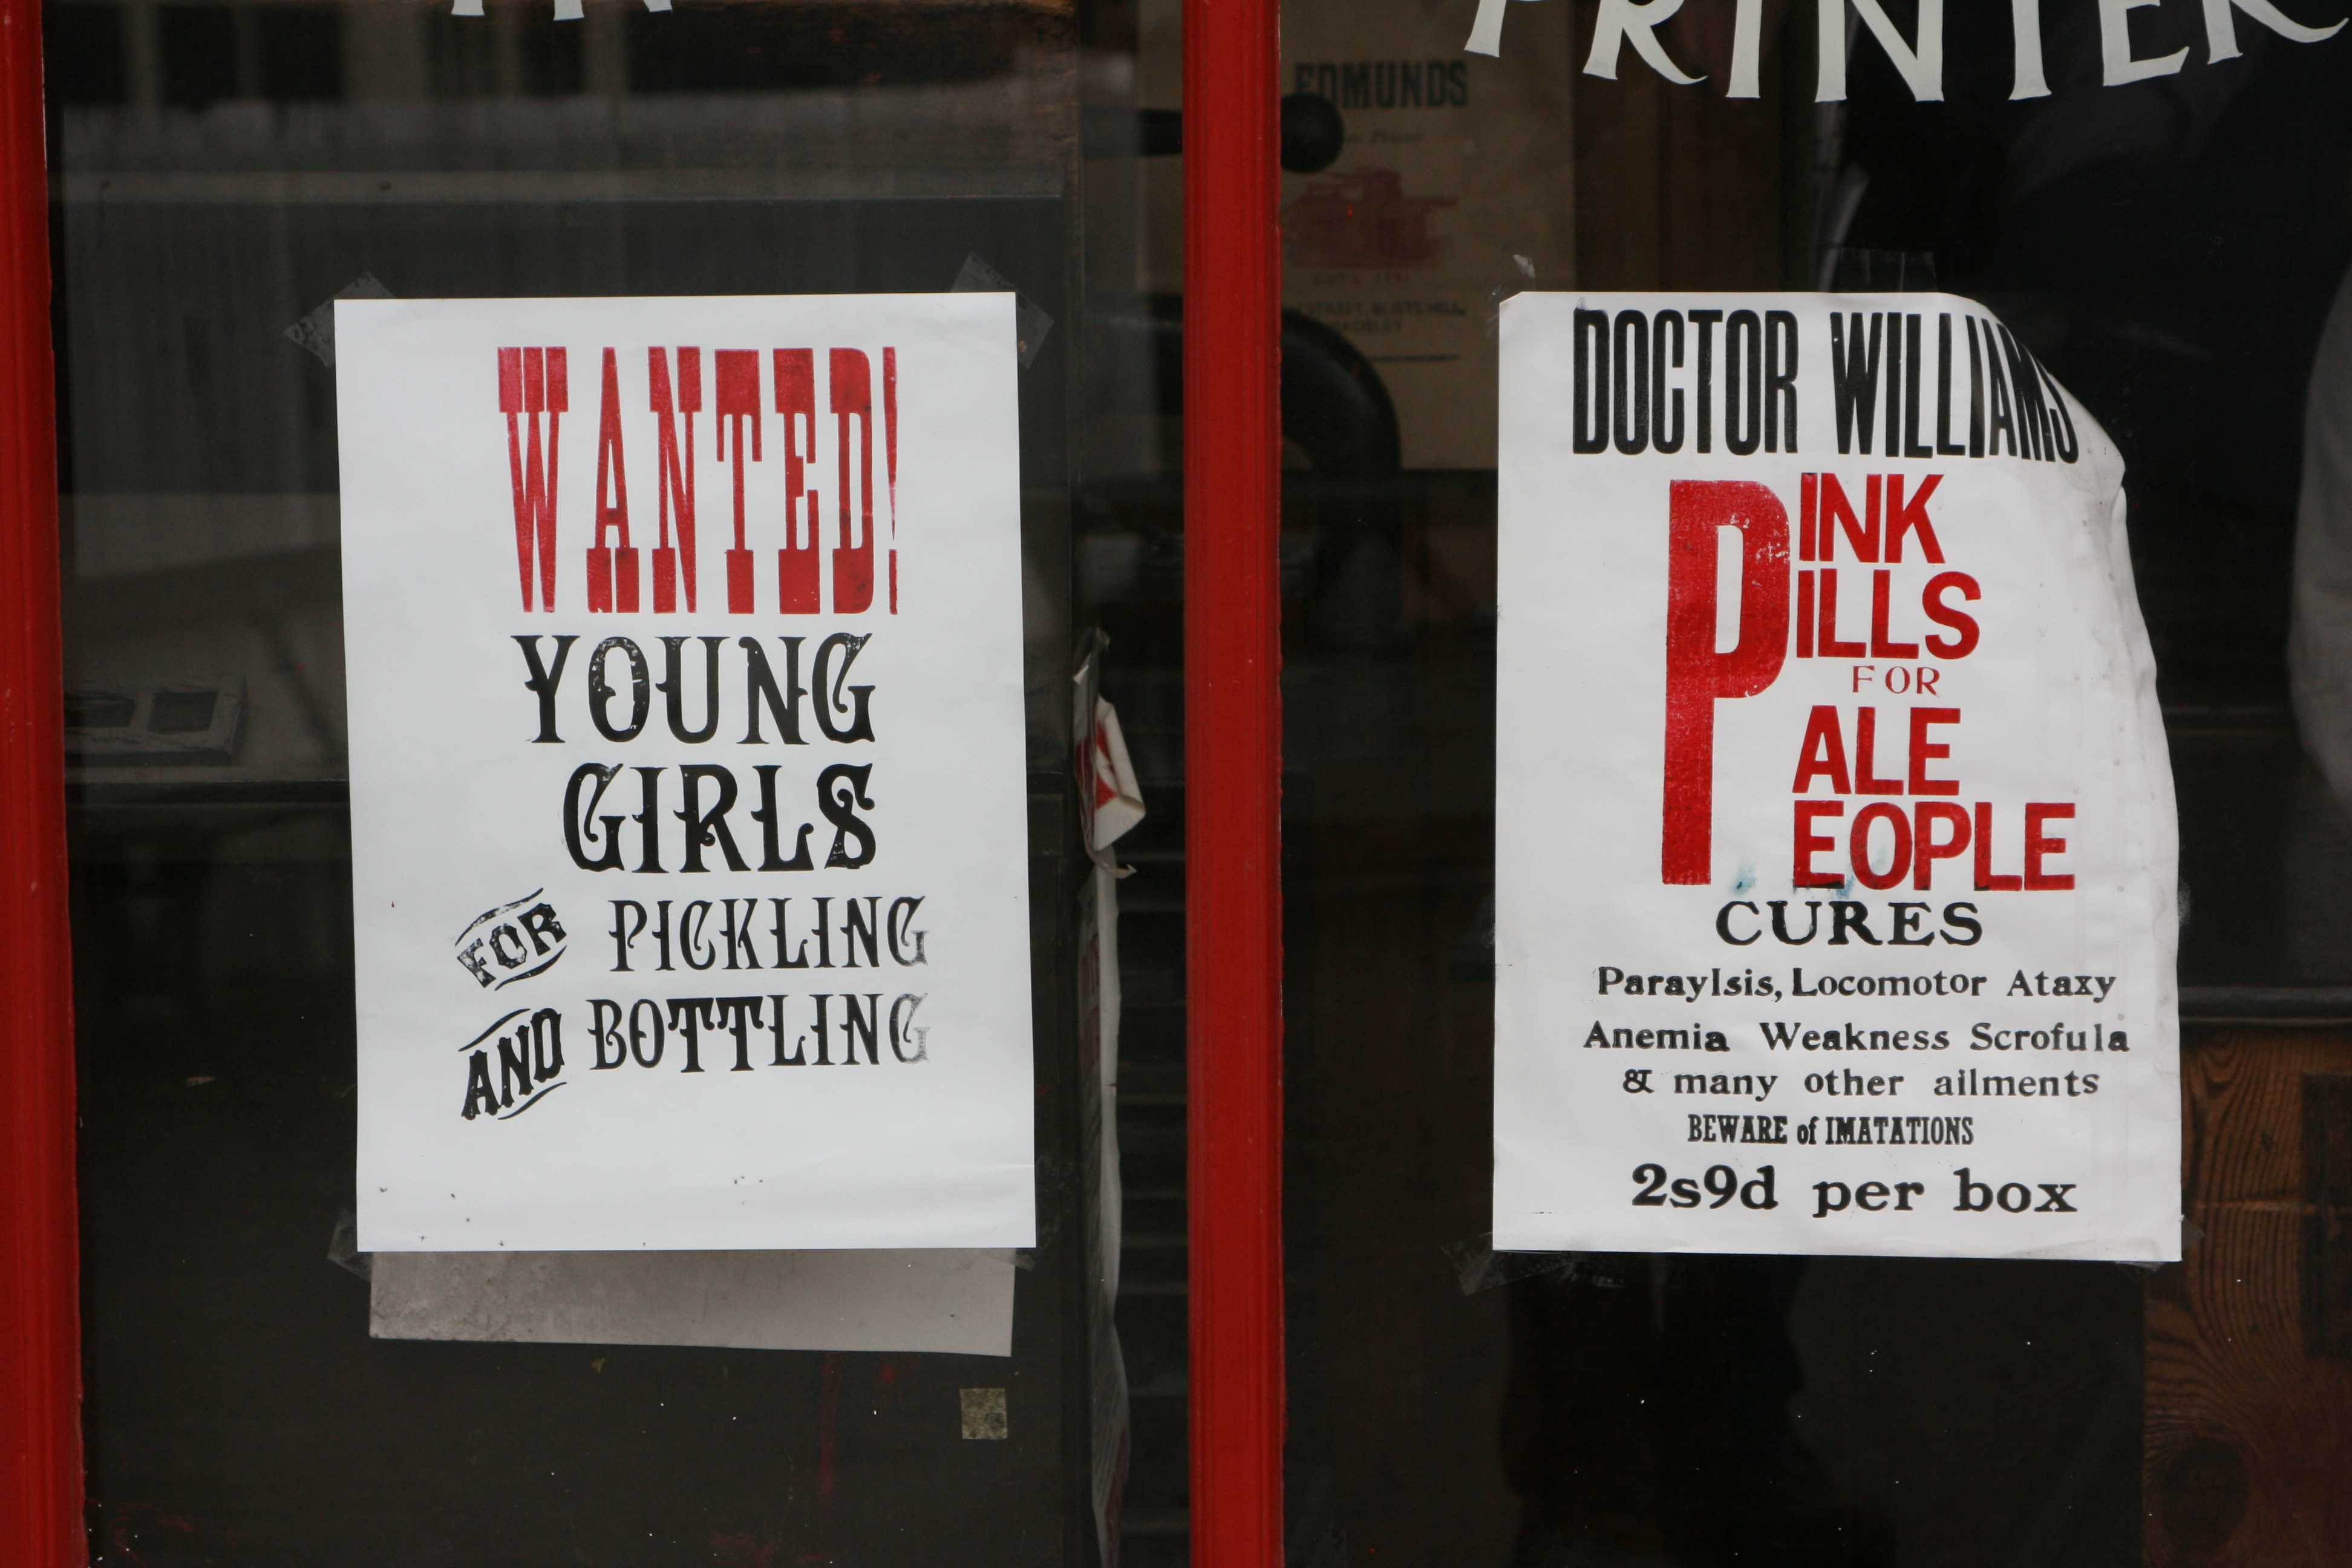 PRINTER
EDMUNDS
WANTED!
YOUNG
GIRLS
FOR PICKLING
AND BOTTLING
DOCTOR WILLIAMS
PINK
PILLS
FOR
PALE
PEOPLE
CURES
Paraylsis, Locomotor Ataxy
Anemia Weakness Scrofula
& many other ailments
BEWARE of IMATATIONS
2s9d per box